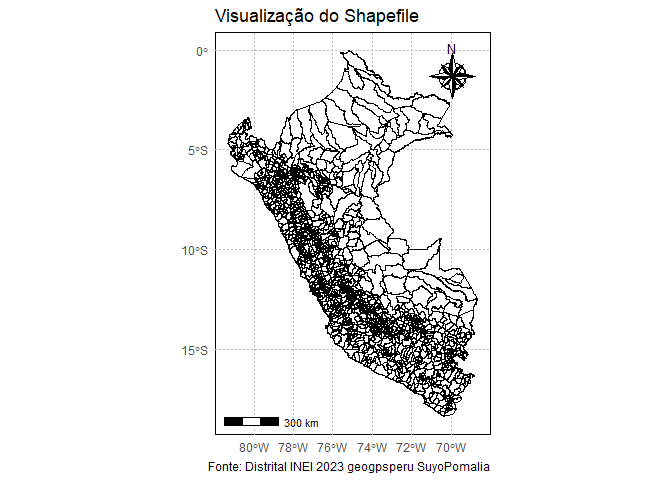 Visualização do Shapefile
N
0°
5°S
10°S
15°S
300 km
80°W
78°W
76°W
74°W
72°W
70°W
Fonte: Distrital INEI 2023 geogpsperu SuyoPomalia